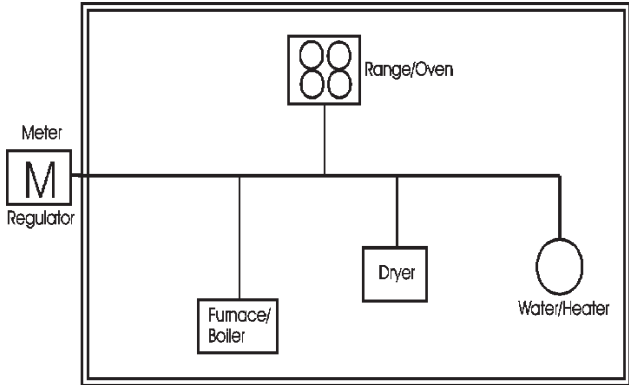 Range/Oven
Meter
M
Regulator
Dryer
Water/Heater
Furnace/
Boiler